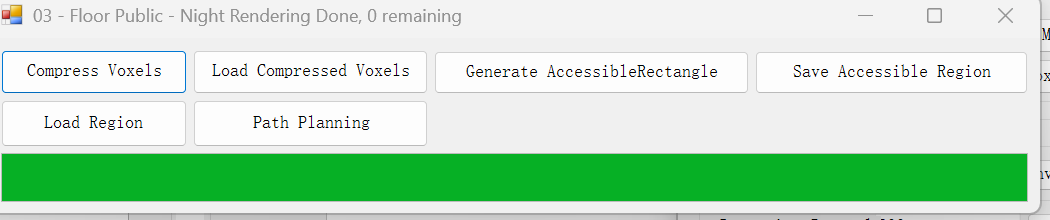 03 - Floor Public - Night Rendering Done, 0 remaining
Compress Voxels Load Compressed Voxels Generate AccessibleRectangle Save Accessible Region
Load Region Path Planning